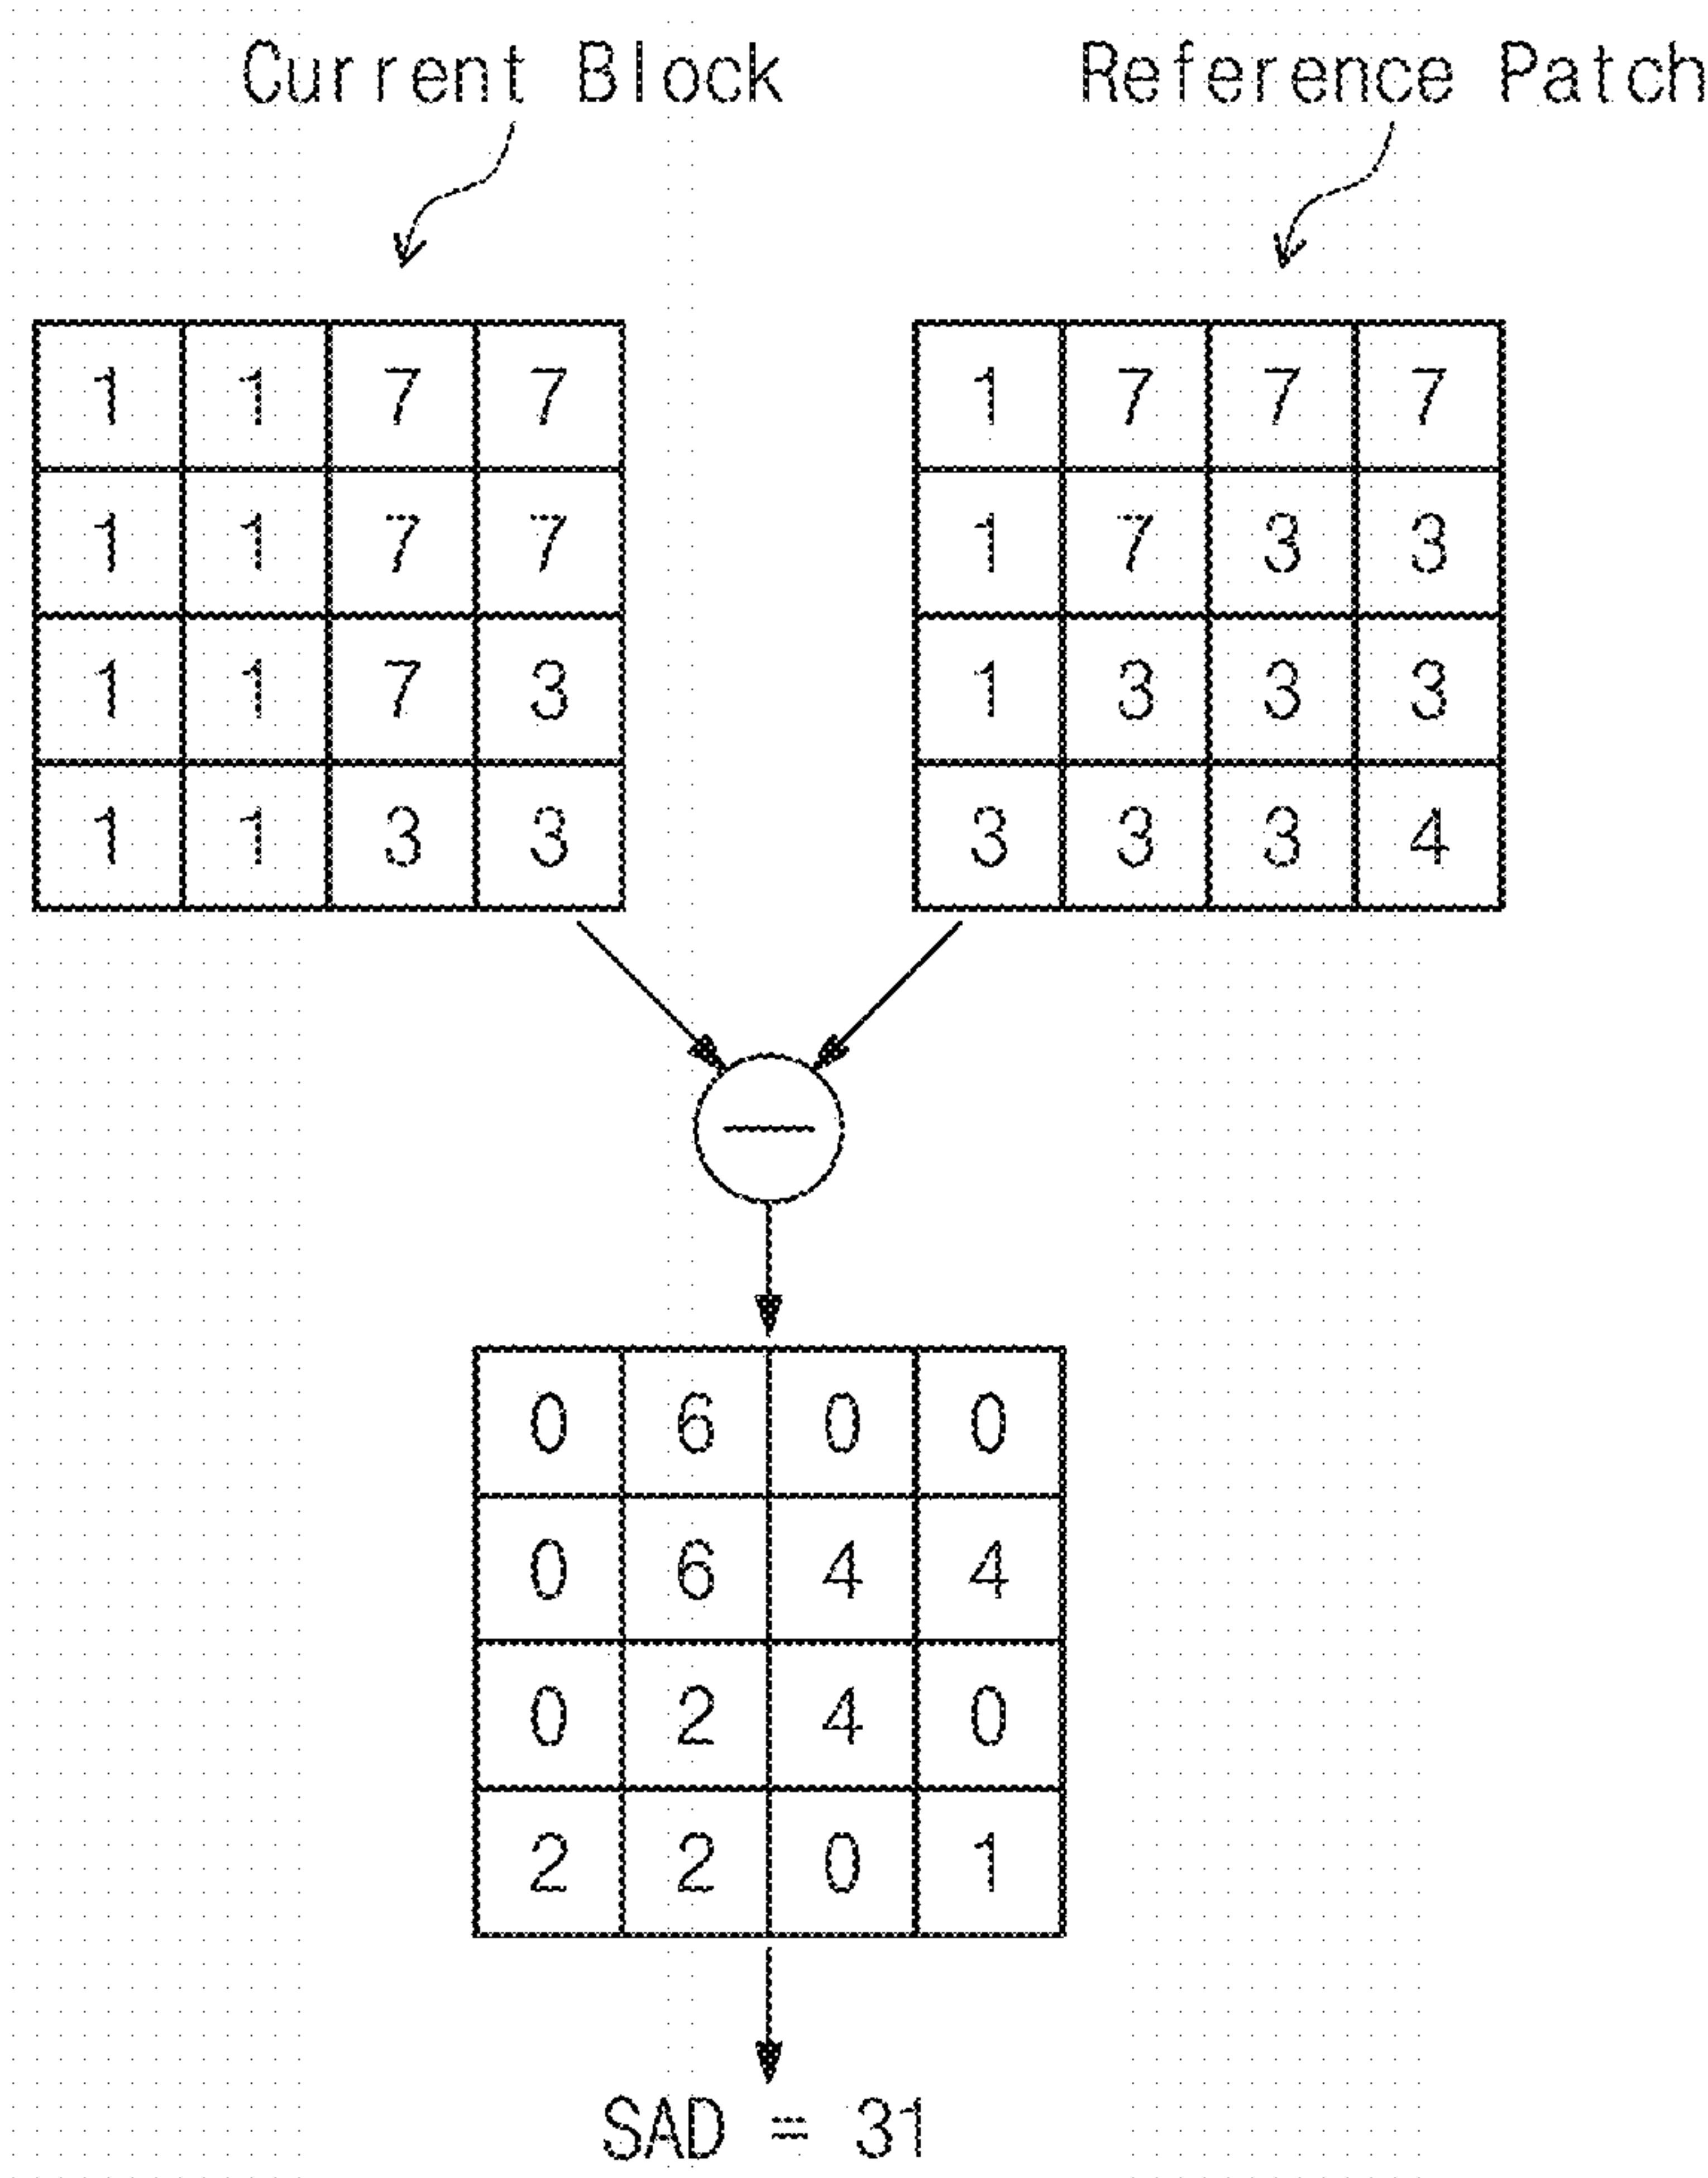 Current Block Reference Patch
1 1 7 7 1 7 7 7
1 1 7 7 1 7 3 3
1 1 7 3 1 3 3 3
1 1 3 3 3 3 3 4
—
0 6 0 0
0 6 4 4
0 2 4 0
2 2 0 1
SAD = 31